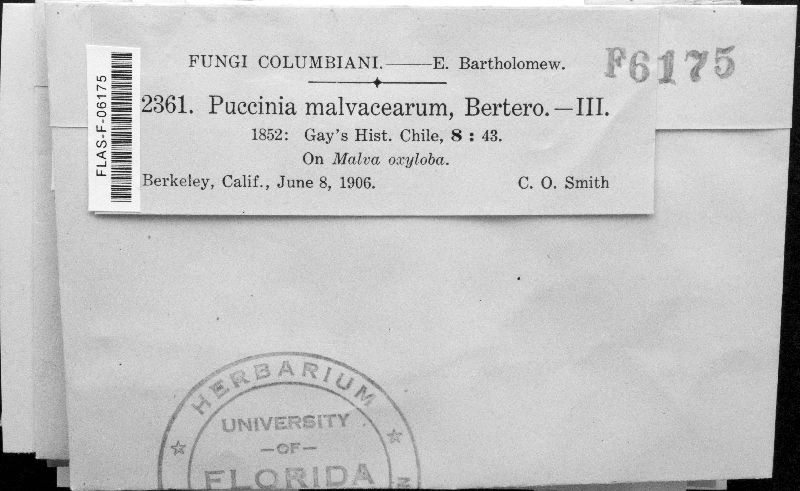 FUNGI COLUMBIANI.——E. Bartholomew.
F6175
FLAS-F-06175
2361. Puccinia malvacearum, Bertero.—III.
1852: Gay's Hist. Chile, 8 : 43.
On Malva oxyloba.
Berkeley, Calif., June 8, 1906. C. O. Smith
HERBARIUM
UNIVERSITY
—OF—
FLORIDA